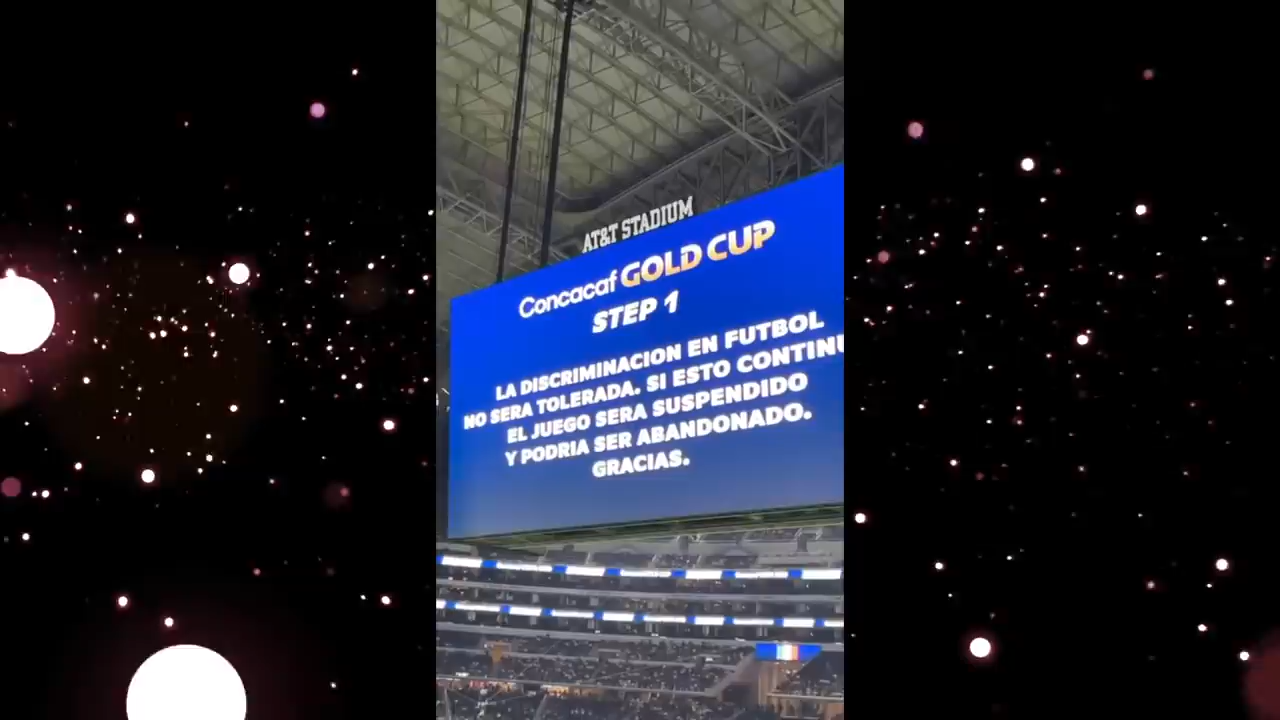 AT&T STADIUM
Concacaf GOLD CUP
STEP 1
LA DISCRIMINACION EN FUTBOL
NO SERA TOLERADA. SI ESTO CONTINU
EL JUEGO SERA SUSPENDIDO
Y PODRIA SER ABANDONADO.
GRACIAS.